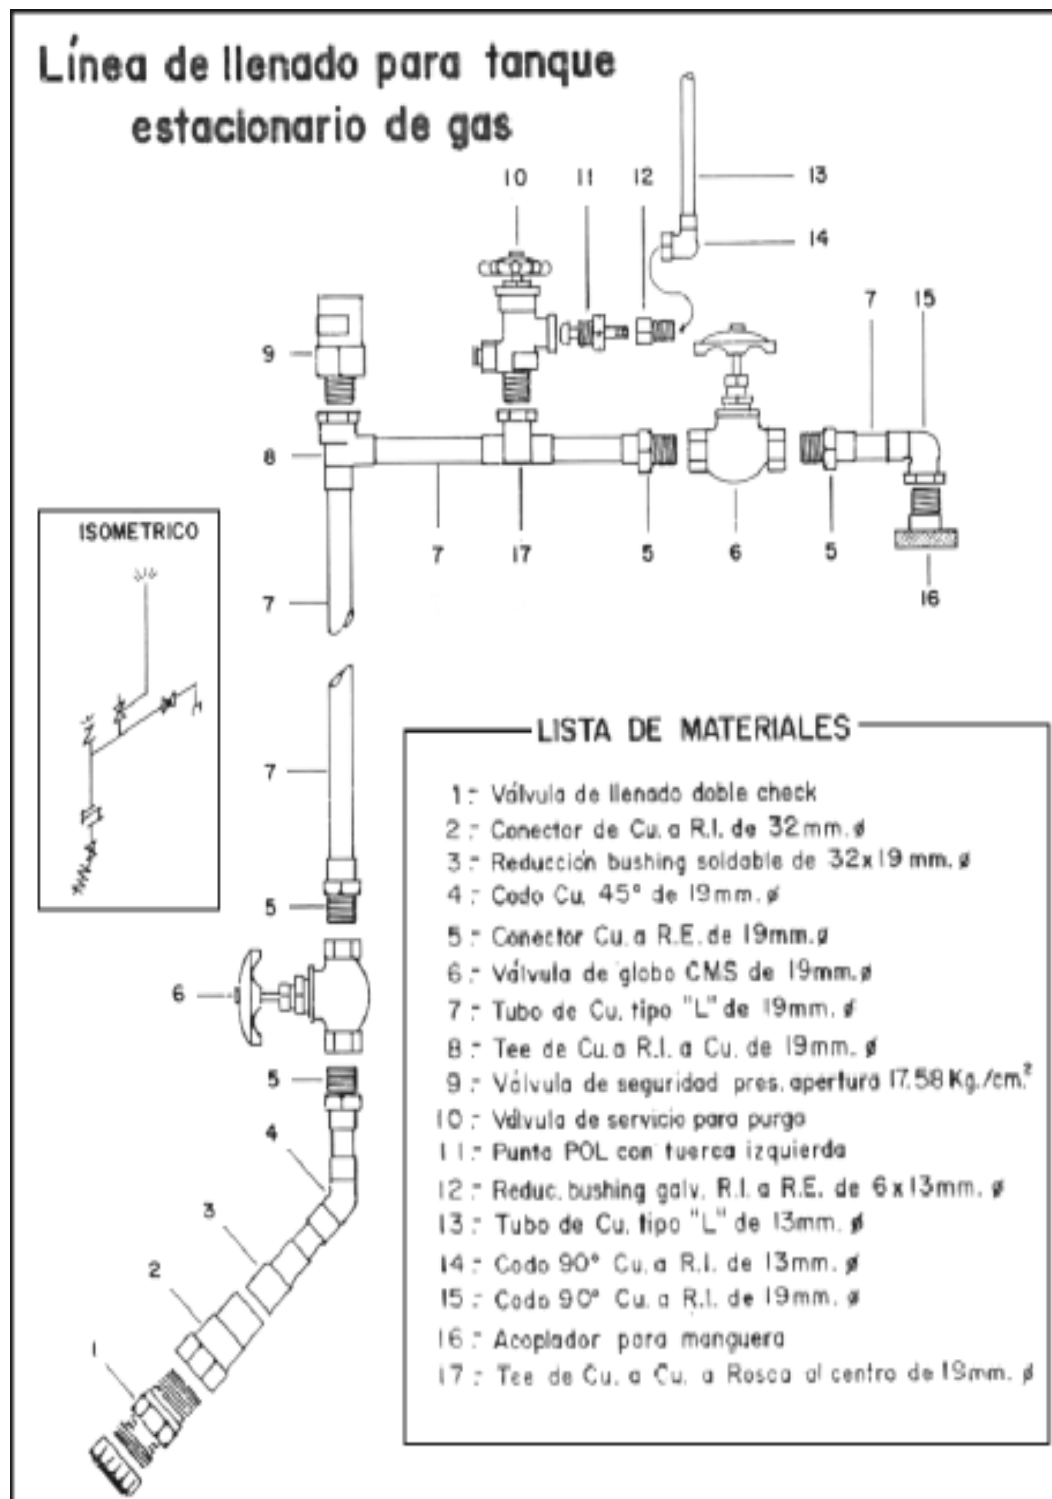 Línea de llenado para tanque
estacionario de gas
10
11
12
13
14
7
15
9
8
7
17
5
6
5
16
ISOMETRICO
7
7
5
6
5
4
3
2
1
LISTA DE MATERIALES
1.- Válvula de llenado doble check
2.- Conector de Cu. a R.I. de 32mm. ø
3.- Reducción bushing soldable de 32x19 mm. ø
4.- Codo Cu. 45° de 19mm. ø
5.- Conector Cu. a R.E. de 19mm. ø
6.- Válvula de globo CMS de 19mm. ø
7.- Tubo de Cu. tipo "L" de 19mm. ø
8.- Tee de Cu. a R.I. a Cu. de 19mm. ø
9.- Válvula de seguridad pres. apertura 17.58 Kg./cm.²
10.- Válvula de servicio para purga
11.- Punta POL con tuerca izquierda
12.- Reduc. bushing galv. R.I. a R.E. de 6x13mm. ø
13.- Tubo de Cu. tipo "L" de 13mm. ø
14.- Codo 90° Cu. a R.I. de 13mm. ø
15.- Codo 90° Cu. a R.I. de 19mm. ø
16.- Acoplador para manguera
17.- Tee de Cu. a Cu. a Rosca al centro de 19mm. ø